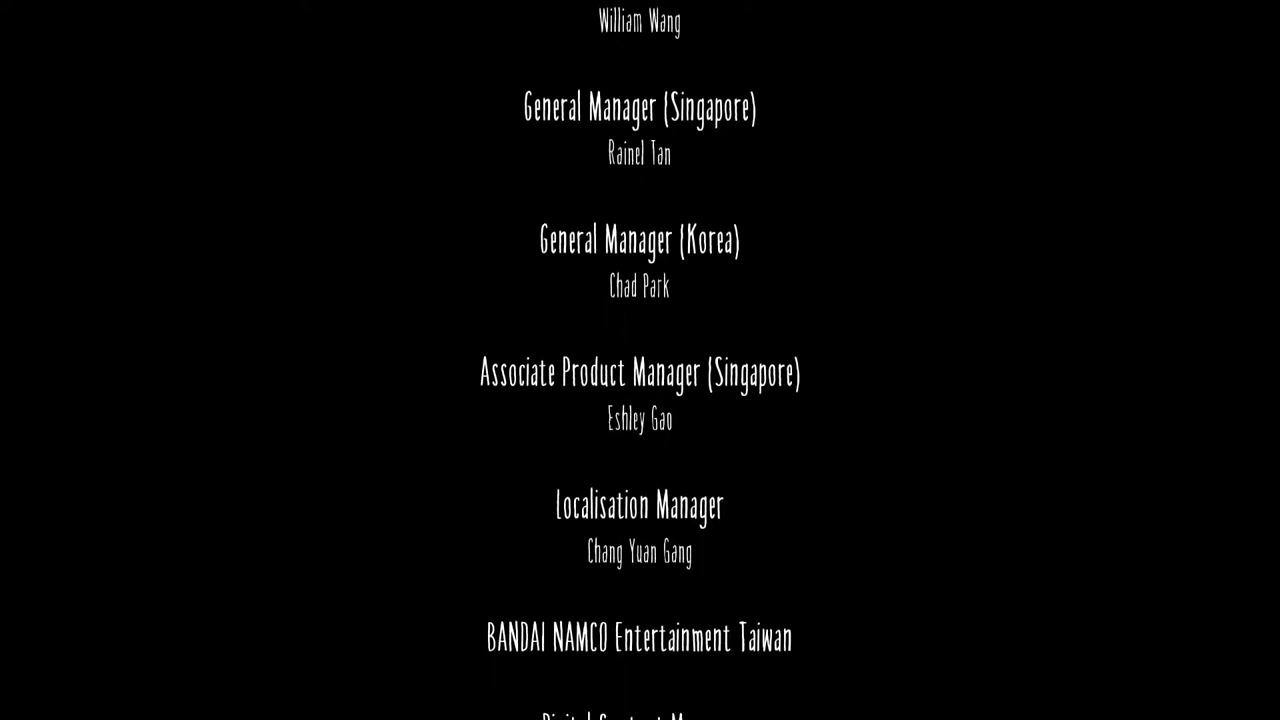 William Wang
General Manager (Singapore)
Rainel Tan
General Manager (Korea)
Chad Park
Associate Product Manager (Singapore)
Eshley Gao
Localisation Manager
Chang Yuan Gang
BANDAI NAMCO Entertainment Taiwan